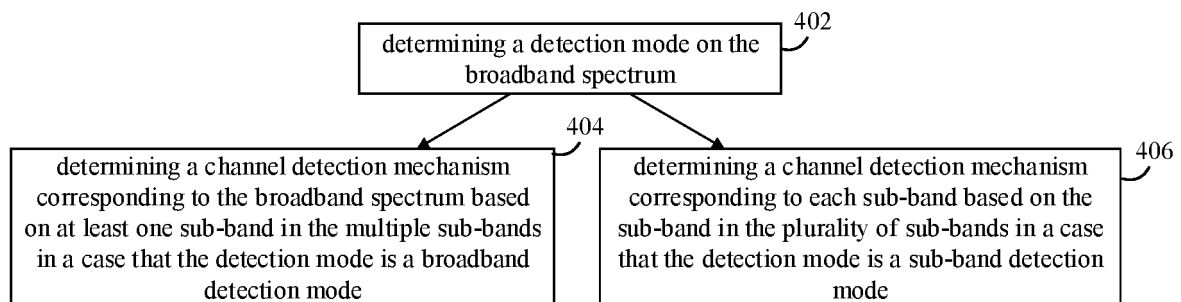 402
determining a detection mode on the
broadband spectrum
404
determining a channel detection mechanism
corresponding to the broadband spectrum based
on at least one sub-band in the multiple sub-bands
in a case that the detection mode is a broadband
detection mode
406
determining a channel detection mechanism
corresponding to each sub-band based on the
sub-band in the plurality of sub-bands in a case
that the detection mode is a sub-band detection
mode